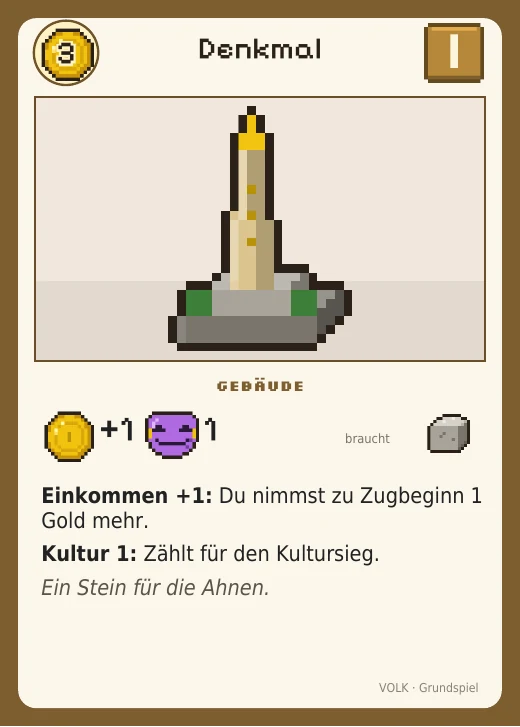 3
Denkmal
I
GEBÄUDE
+1 1
braucht
Einkommen +1: Du nimmst zu Zugbeginn 1
Gold mehr.
Kultur 1: Zählt für den Kultursieg.
Ein Stein für die Ahnen.
VOLK · Grundspiel